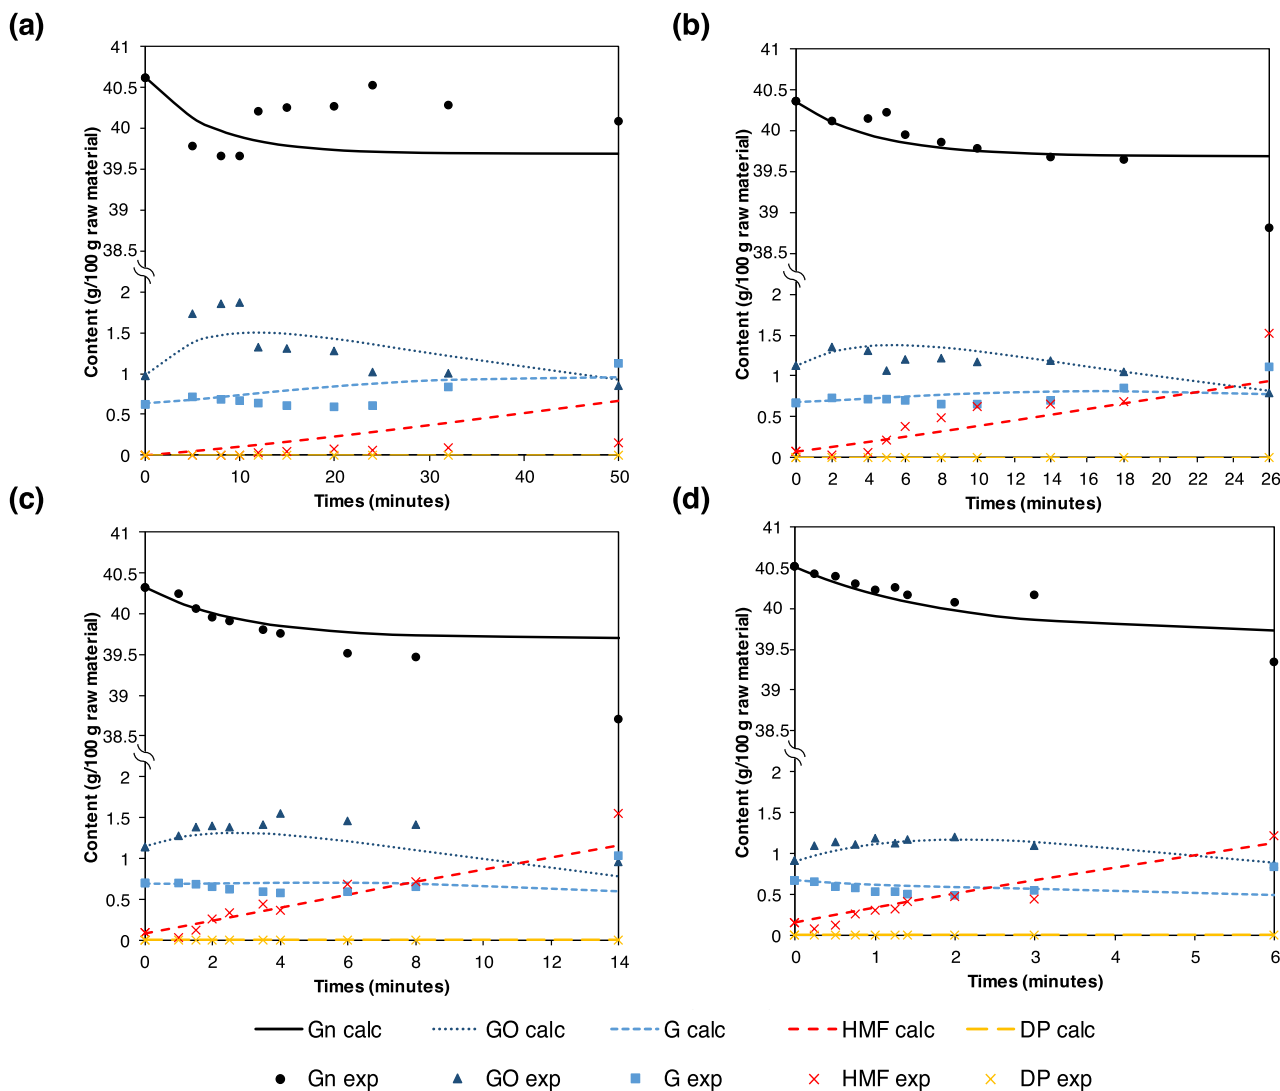 (a)
Content (g/100 g raw material)
41
40.5
40
39.5
39
38.5
2
1.5
1
0.5
0
0 10 20 30 40 50
Times (minutes)
(b)
Content (g/100 g raw material)
41
40.5
40
39.5
39
38.5
2
1.5
1
0.5
0
0 2 4 6 8 10 12 14 16 18 20 22 24 26
Times (minutes)
(c)
Content (g/100 g raw material)
41
40.5
40
39.5
39
38.5
2
1.5
1
0.5
0
0 2 4 6 8 10 12 14
Times (minutes)
(d)
Content (g/100 g raw material)
41
40.5
40
39.5
39
38.5
2
1.5
1
0.5
0
0 1 2 3 4 5 6
Times (minutes)
Gn calc GO calc G calc HMF calc DP calc
Gn exp GO exp G exp HMF exp DP exp